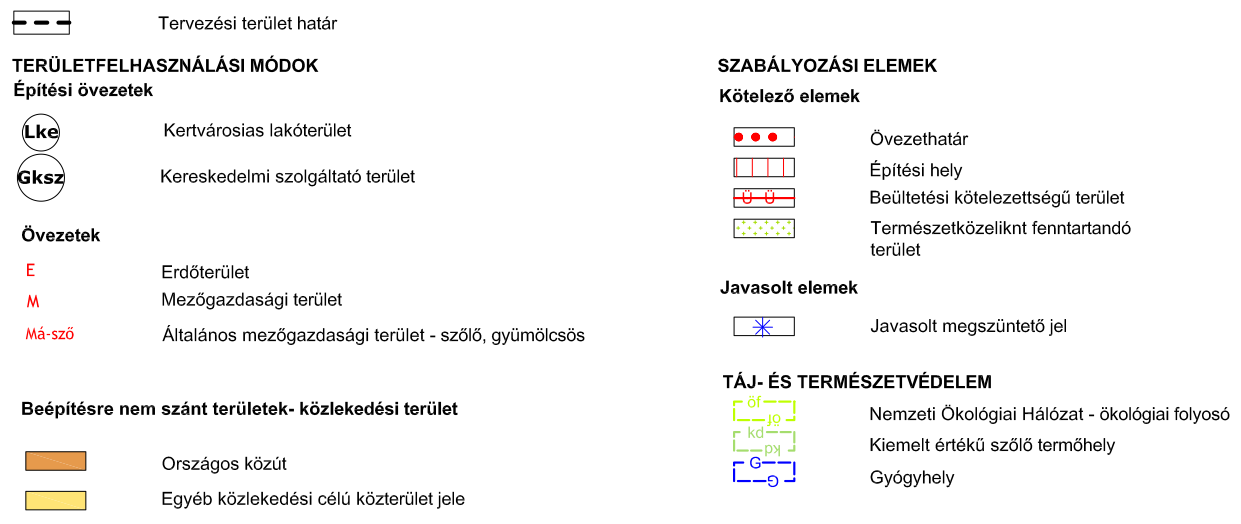 Tervezési terület határ
TERÜLETFELHASZNÁLÁSI MÓDOK
Építési övezetek
Lke Kertvárosias lakóterület
Gksz Kereskedelmi szolgáltató terület
Övezetek
E Erdőterület
M Mezőgazdasági terület
Má-sző Általános mezőgazdasági terület - szőlő, gyümölcsös
Beépítésre nem szánt területek- közlekedési terület
Országos közút
Egyéb közlekedési célú közterület jele
SZABÁLYOZÁSI ELEMEK
Kötelező elemek
Övezethatár
Építési hely
Ü Ü Beültetési kötelezettségű terület
Természetközeliknt fenntartandó
terület
Javasolt elemek
Javasolt megszüntető jel
TÁJ- ÉS TERMÉSZETVÉDELEM
öf öf Nemzeti Ökológiai Hálózat - ökológiai folyosó
kd kd Kiemelt értékű szőlő termőhely
G G Gyógyhely